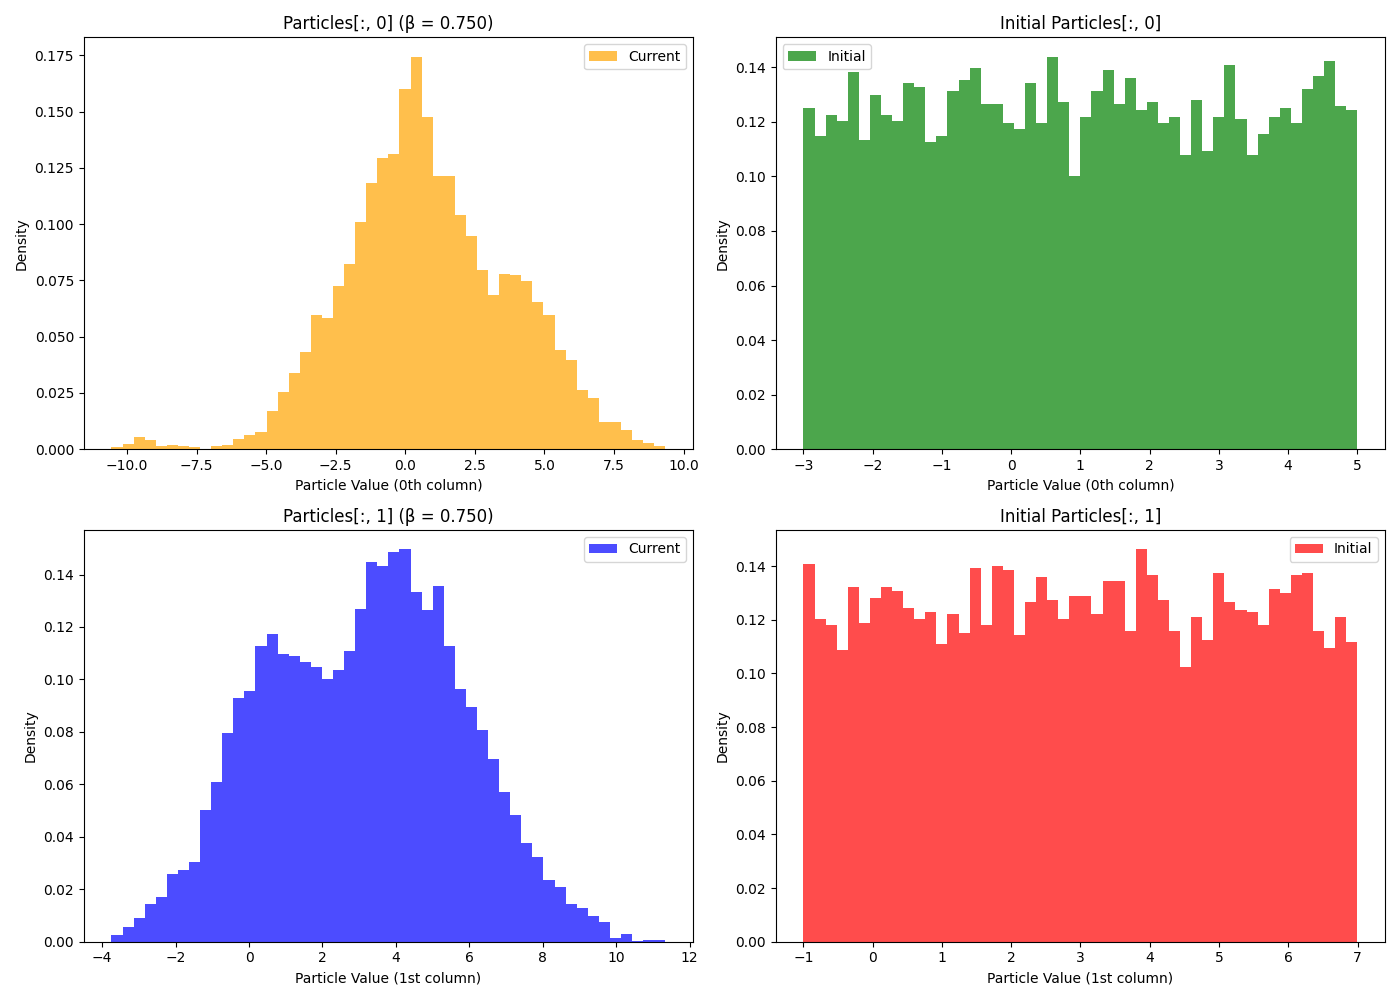 Particles[:, 0] (β = 0.750)
Current
Density
0.175
0.150
0.125
0.100
0.075
0.050
0.025
0.000
−10.0 −7.5 −5.0 −2.5 0.0 2.5 5.0 7.5 10.0
Particle Value (0th column)
Initial Particles[:, 0]
Initial
Density
0.14
0.12
0.10
0.08
0.06
0.04
0.02
0.00
−3 −2 −1 0 1 2 3 4 5
Particle Value (0th column)
Particles[:, 1] (β = 0.750)
Current
Density
0.14
0.12
0.10
0.08
0.06
0.04
0.02
0.00
−4 −2 0 2 4 6 8 10 12
Particle Value (1st column)
Initial Particles[:, 1]
Initial
Density
0.14
0.12
0.10
0.08
0.06
0.04
0.02
0.00
−1 0 1 2 3 4 5 6 7
Particle Value (1st column)